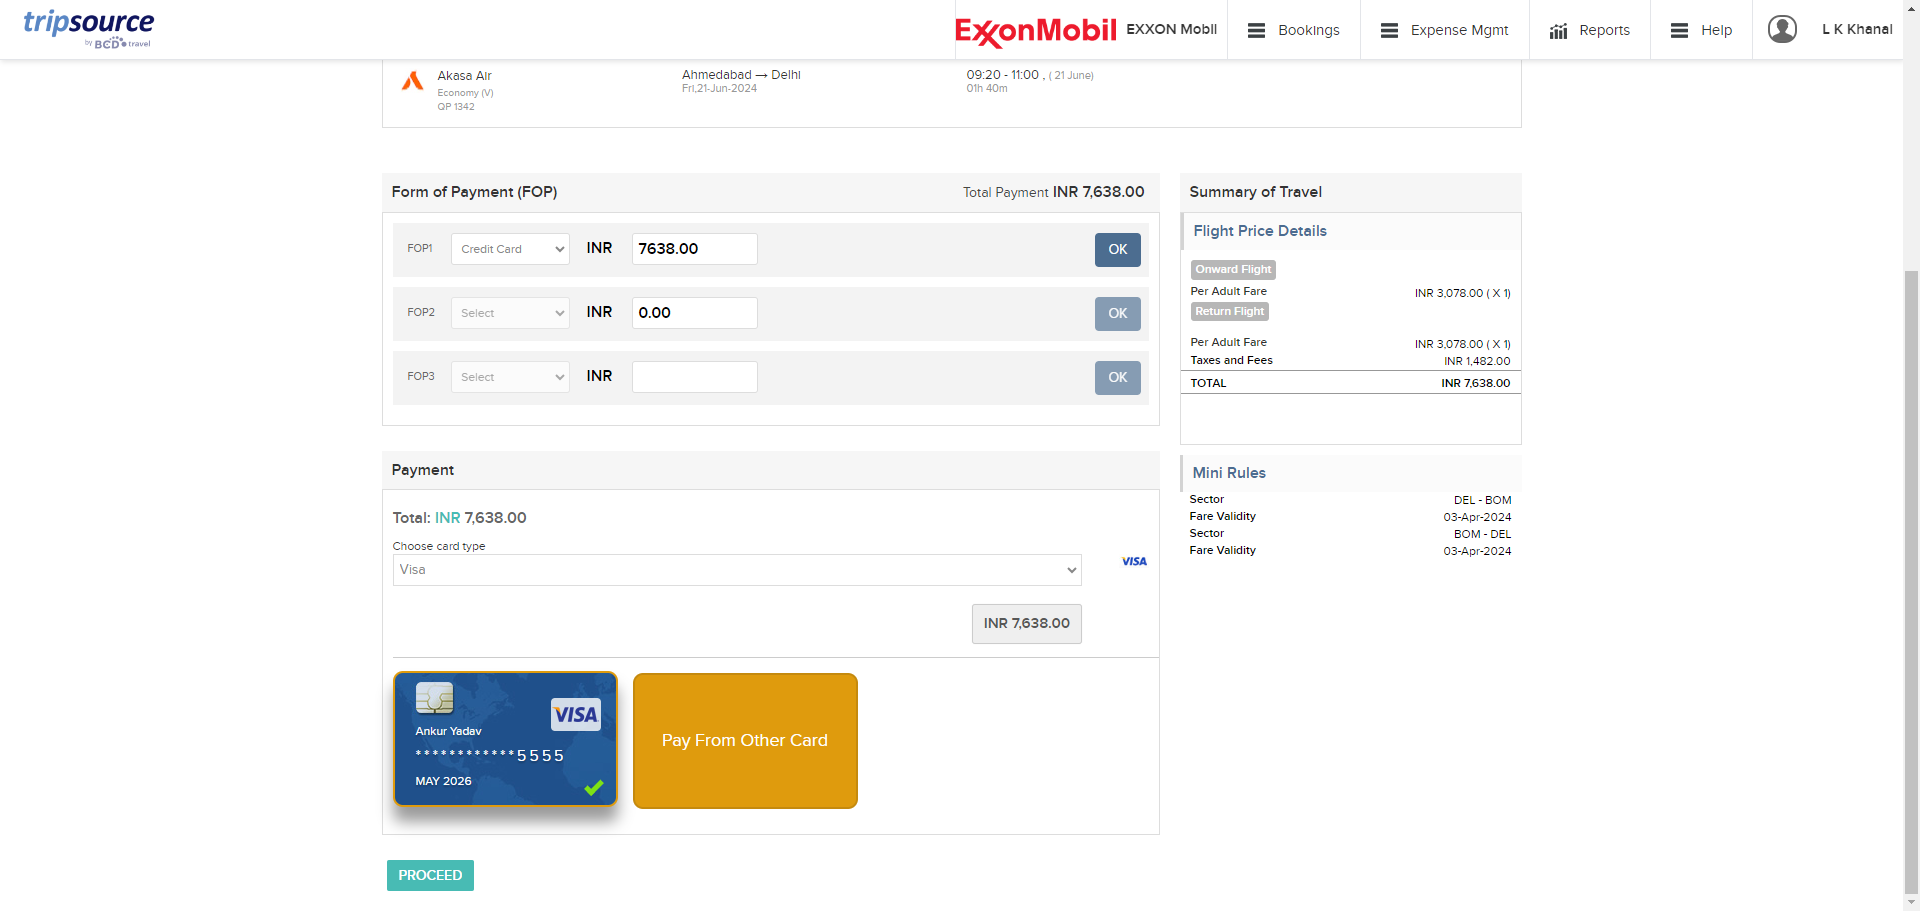 tripsource
by BCD travel
ExxonMobil EXXON Mobil
Bookings
Expense Mgmt
Reports
Help
L K Khanal
Akasa Air
Economy (V)
QP 1342
Ahmedabad → Delhi
Fri,21-Jun-2024
09:20 - 11:00 , ( 21 June)
01h 40m
Form of Payment (FOP)
Total Payment INR 7,638.00
FOP1 Credit Card INR 7638.00 OK
FOP2 Select INR 0.00 OK
FOP3 Select INR OK
Payment
Total: INR 7,638.00
Choose card type
Visa
VISA
INR 7,638.00
VISA
Ankur Yadav
************5555
MAY 2026
Pay From Other Card
PROCEED
Summary of Travel
Flight Price Details
Onward Flight
Per Adult Fare INR 3,078.00 ( X 1)
Return Flight
Per Adult Fare INR 3,078.00 ( X 1)
Taxes and Fees INR 1,482.00
TOTAL INR 7,638.00
Mini Rules
Sector DEL - BOM
Fare Validity 03-Apr-2024
Sector BOM - DEL
Fare Validity 03-Apr-2024